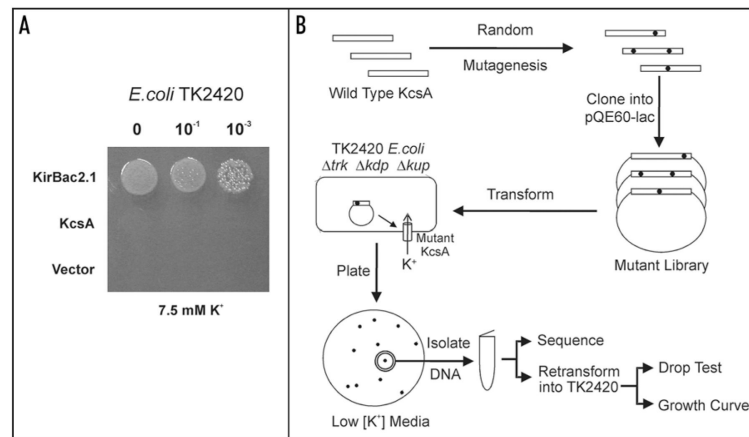 A
E.coli TK2420
0 10⁻¹ 10⁻³
KirBac2.1
KcsA
Vector
7.5 mM K⁺
B
Random
Mutagenesis
Wild Type KcsA
Clone into
pQE60-lac
TK2420 E.coli
Δtrk Δkdp Δkup
Transform
Mutant
KcsA
K⁺
Mutant Library
Plate
Isolate
DNA
Sequence
Retransform
into TK2420
Drop Test
Growth Curve
Low [K⁺] Media